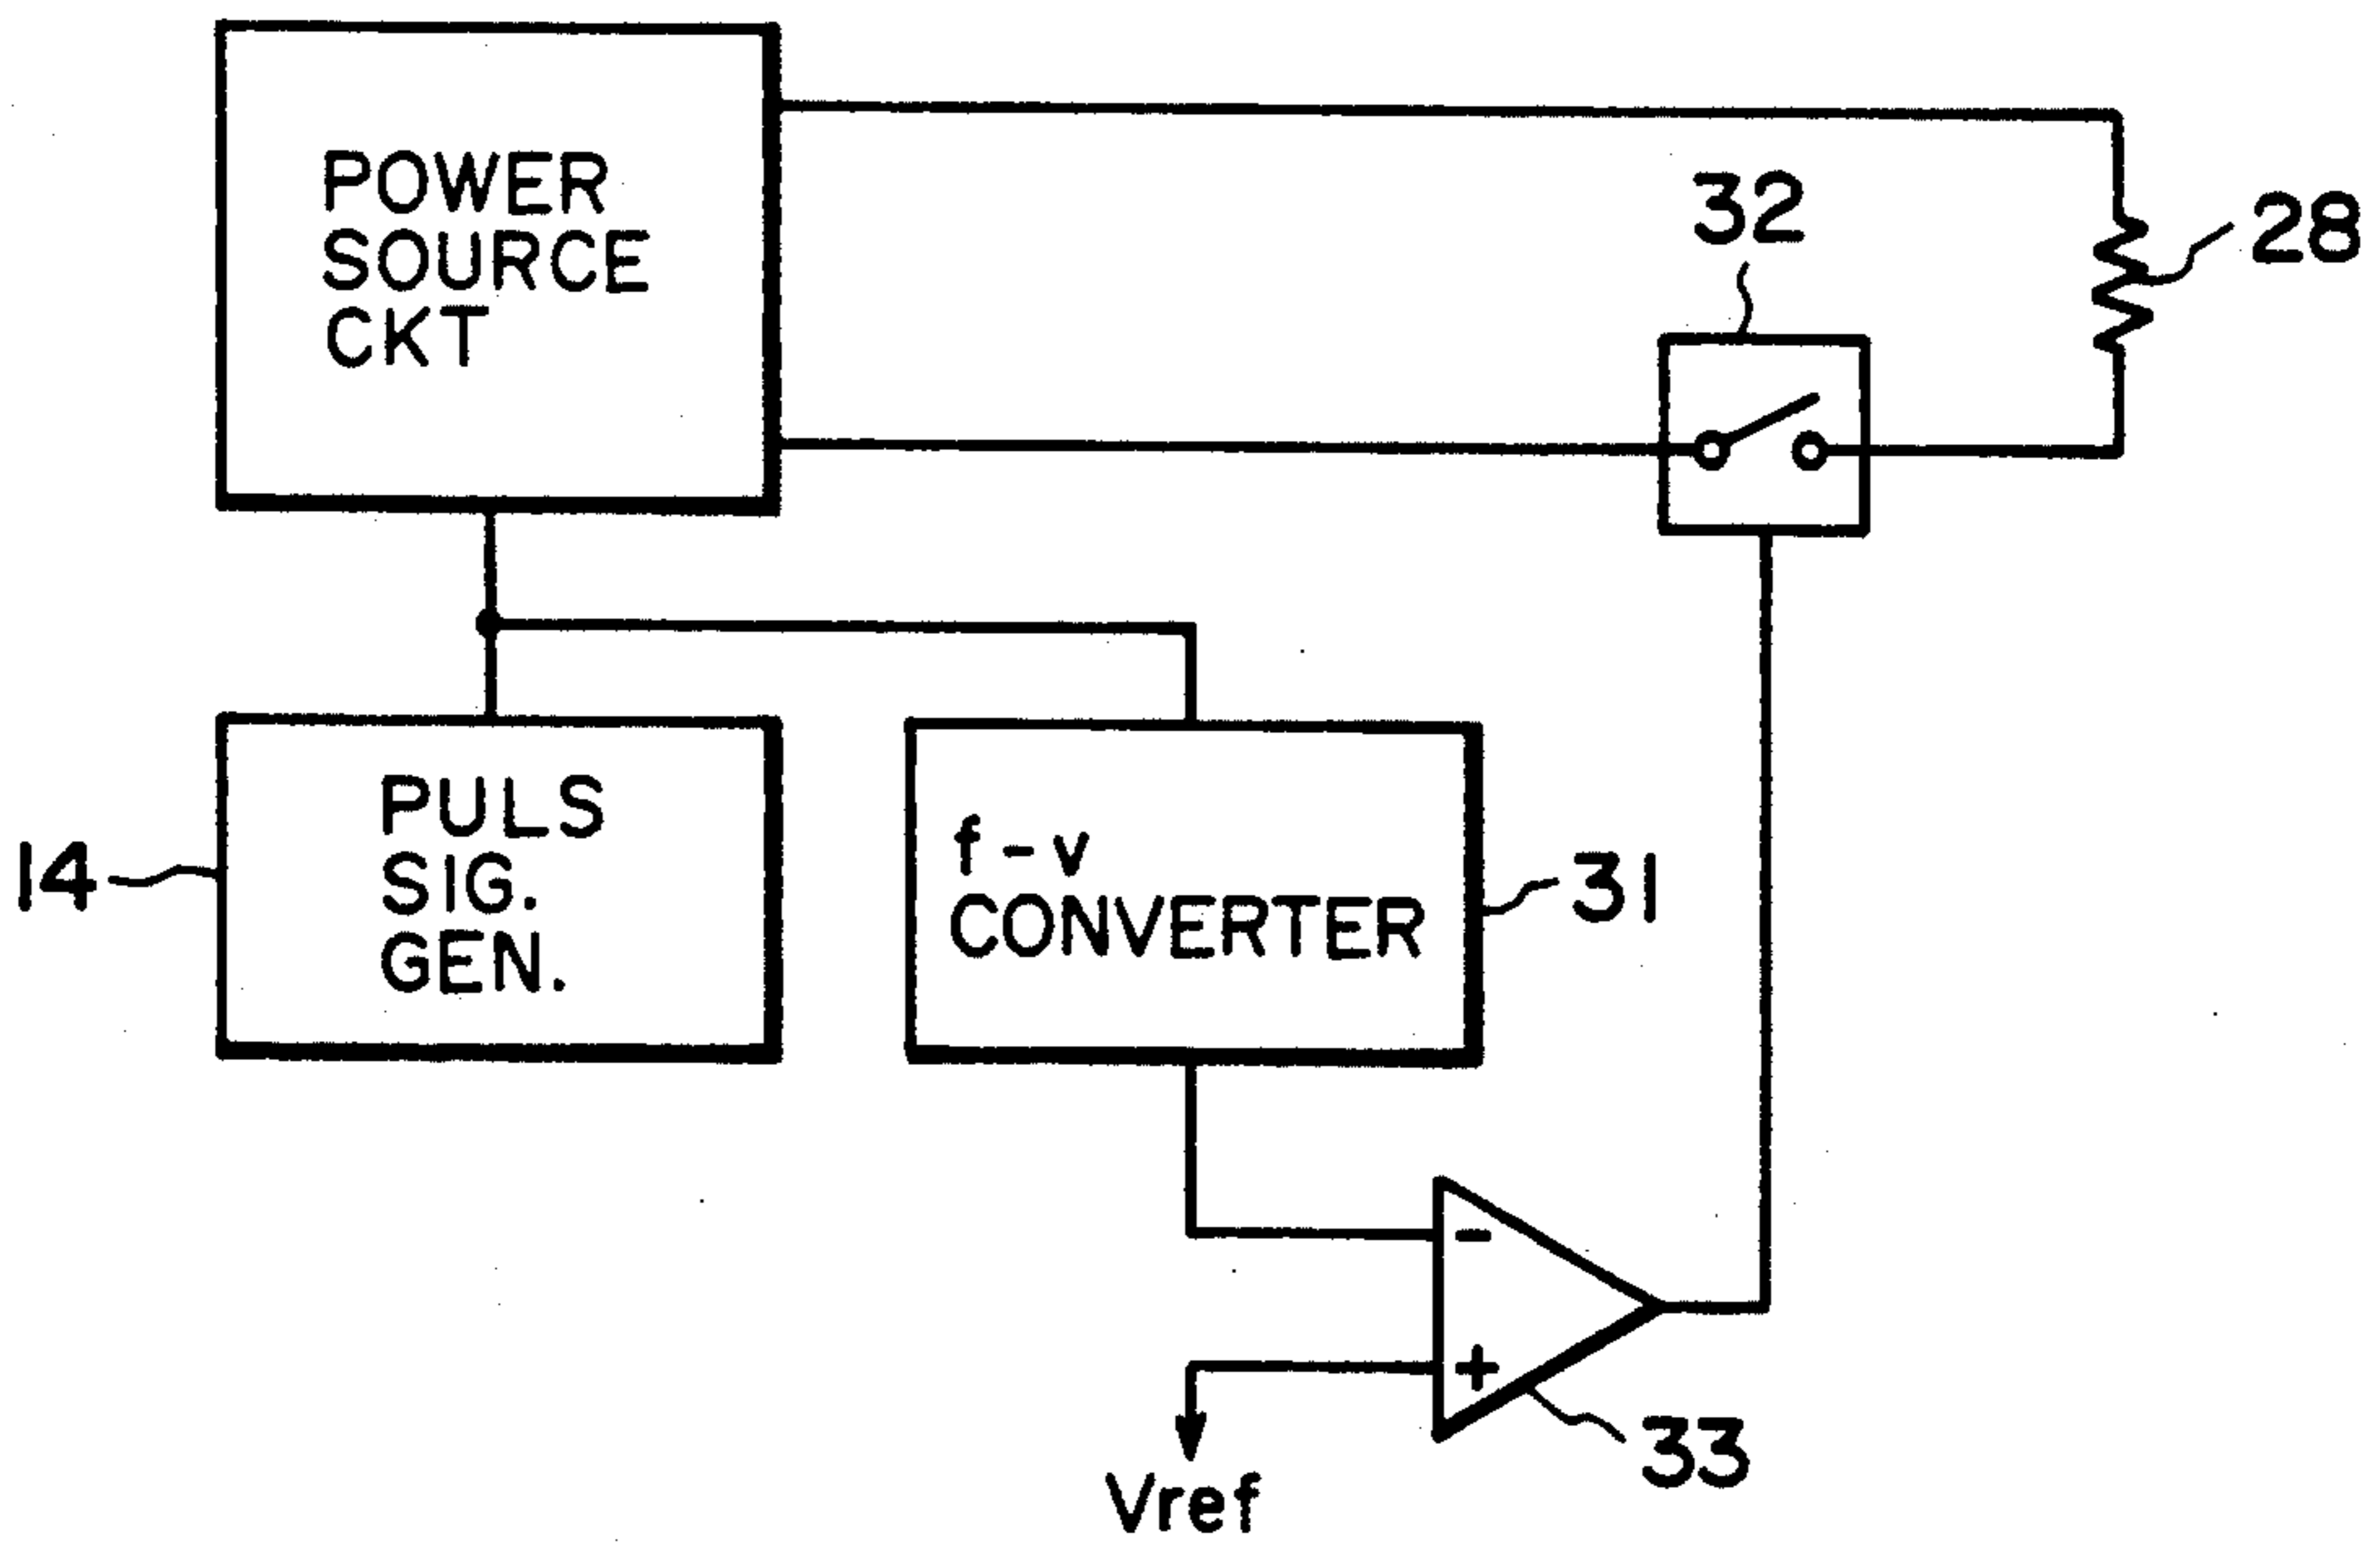 POWER
SOURCE
CKT
32
28
14
PULS
SIG.
GEN.
f-v
CONVERTER
31
-
+
33
Vref